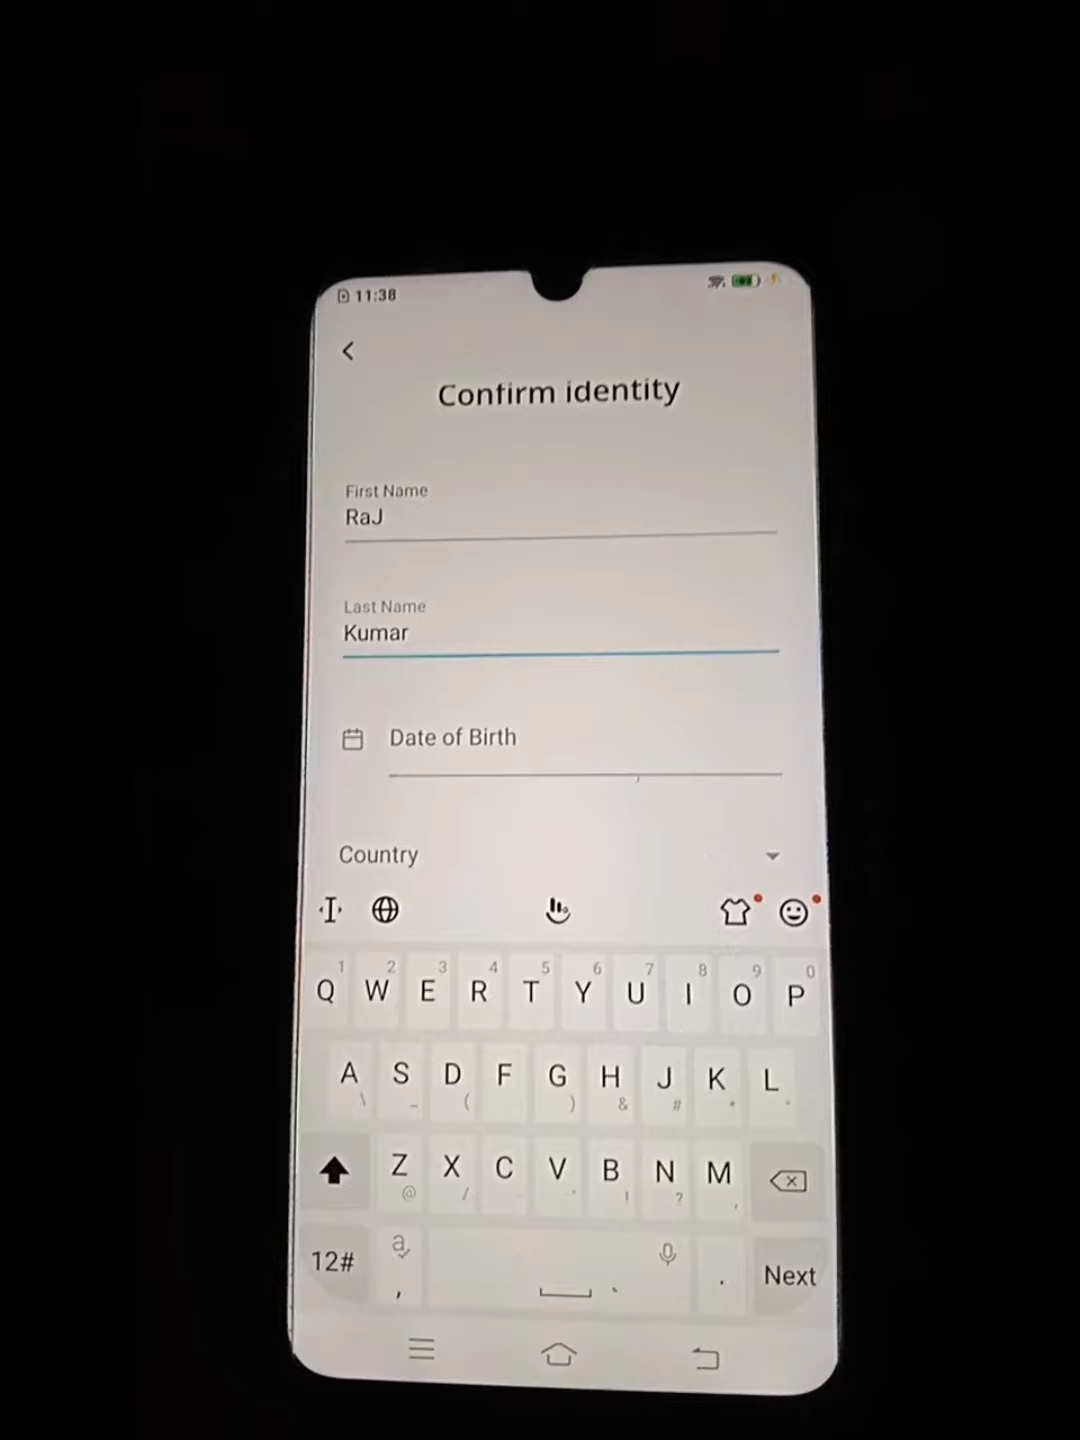 11:38
Confirm identity
First Name
RaJ
Last Name
Kumar
Date of Birth
Country
1 2 3 4 5 6 7 8 9 0
Q W E R T Y U I O P
A S D F G H J K L
\ _ ( ) & # *
Z X C V B N M
@ / ! ? ,
12# a , . Next